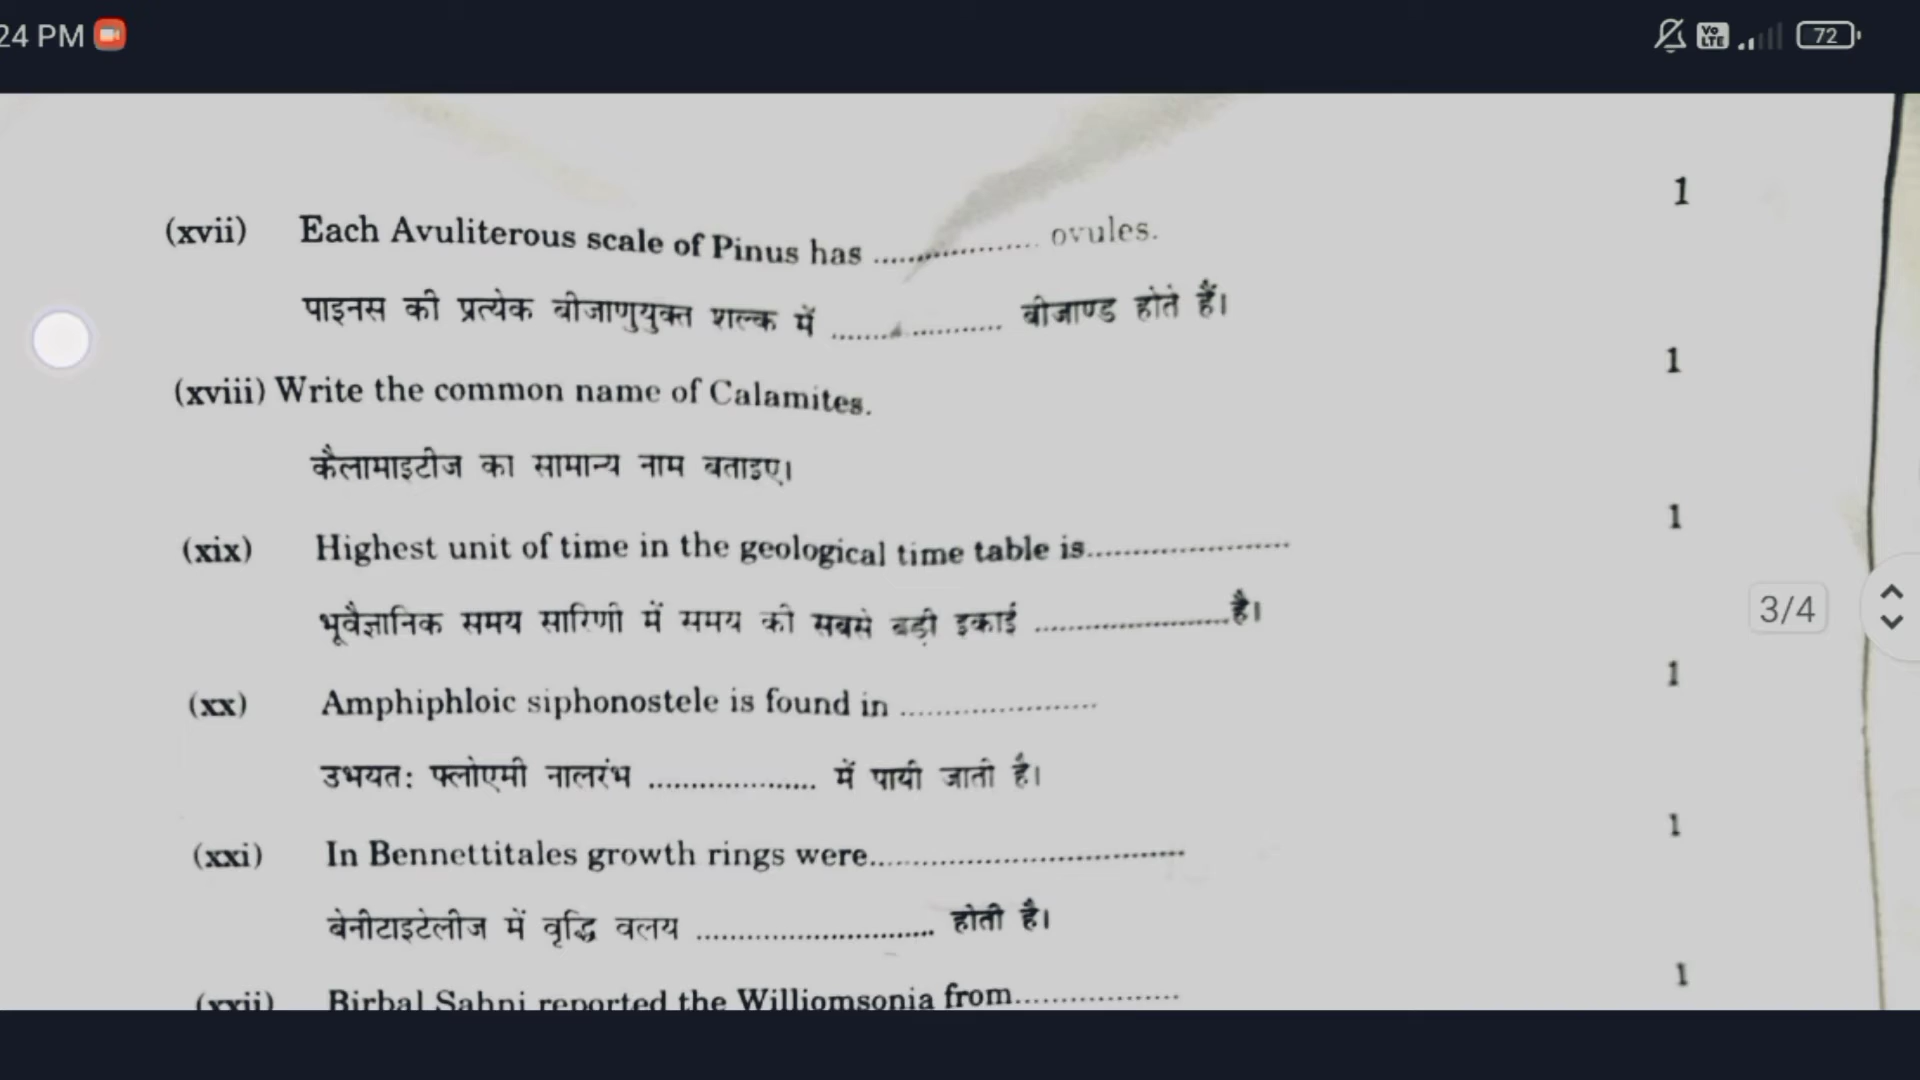 24 PM
Vo LTE
72
1
(xvii) Each Avuliterous scale of Pinus has .................. ovules.
पाइनस की प्रत्येक बीजाणुयुक्त शल्क में .................. बीजाण्ड होते हैं।
1
(xviii) Write the common name of Calamites.
कैलामाइटीज का सामान्य नाम बताइए।
1
(xix) Highest unit of time in the geological time table is......................
भूवैज्ञानिक समय सारिणी में समय की सबसे बड़ी इकाई ......................है।
3/4
1
(xx) Amphiphloic siphonostele is found in ......................
उभयतः फ्लोएमी नालरंभ .................... में पायी जाती है।
1
(xxi) In Bennettitales growth rings were....................................
बेनीटाइटेलीज में वृद्धि वलय ............................ होती है।
1
(xxii) Birbal Sahni reported the Williomsonia from...................